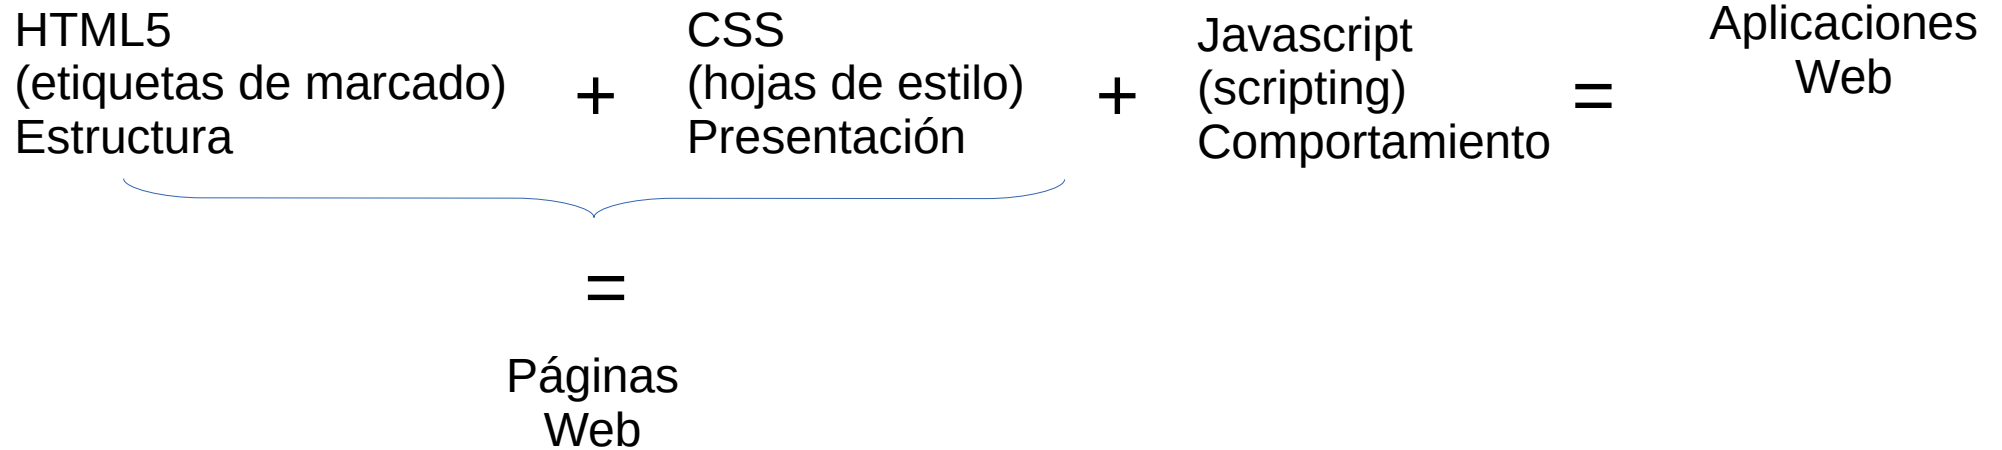 HTML5
(etiquetas de marcado)
Estructura
+
CSS
(hojas de estilo)
Presentación
+
Javascript
(scripting)
Comportamiento
=
Aplicaciones
Web
=
Páginas
Web